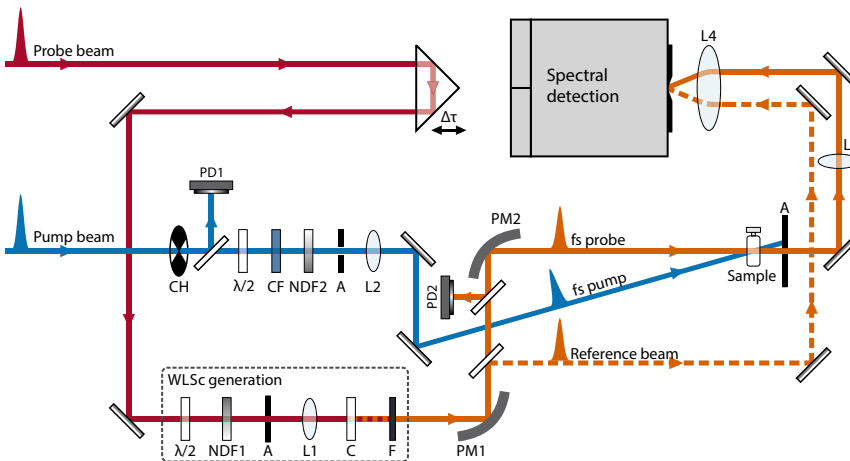 Probe beam
L4
Spectral
detection
Δτ
PD1
L
Pump beam
PM2
fs probe
A
CH
λ/2
CF
NDF2
A
L2
PD2
Sample
fs pump
Reference beam
WLSc generation
λ/2
NDF1
A
L1
C
F
PM1